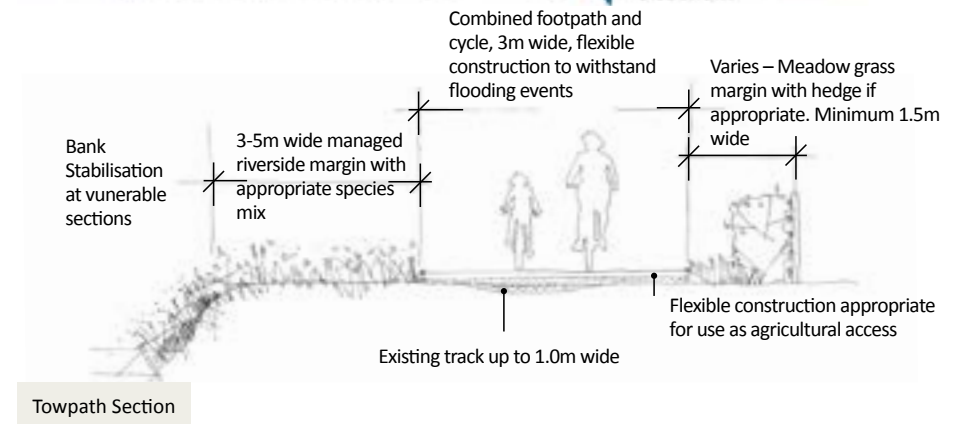 Combined footpath and
cycle, 3m wide, flexible
construction to withstand
flooding events
Varies – Meadow grass
margin with hedge if
appropriate. Minimum 1.5m
wide
Bank
Stabilisation
at vunerable
sections
3-5m wide managed
riverside margin with
appropriate species
mix
Flexible construction appropriate
for use as agricultural access
Existing track up to 1.0m wide
Towpath Section